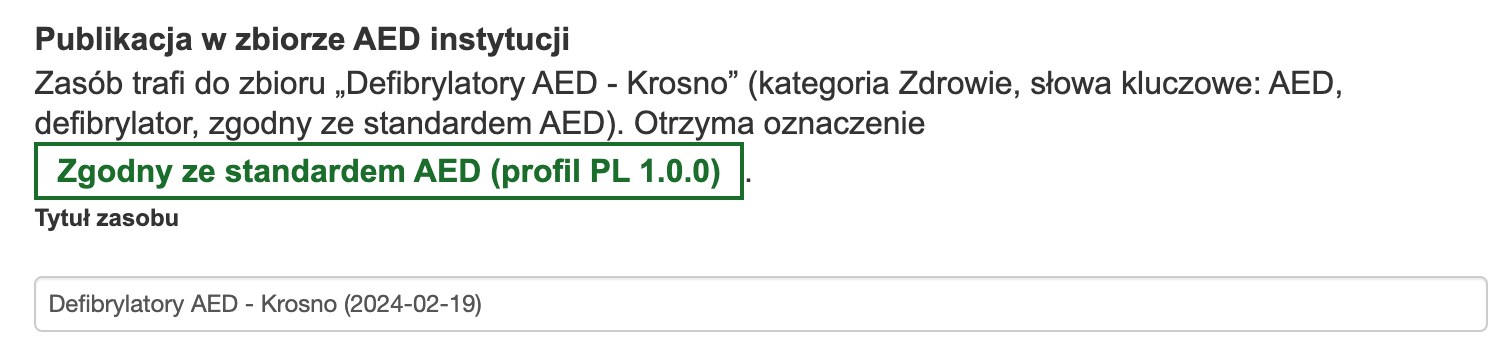 Publikacja w zbiorze AED instytucji
Zasób trafi do zbioru „Defibrylatory AED - Krosno” (kategoria Zdrowie, słowa kluczowe: AED,
defibrylator, zgodny ze standardem AED). Otrzyma oznaczenie
Zgodny ze standardem AED (profil PL 1.0.0).
Tytuł zasobu
Defibrylatory AED - Krosno (2024-02-19)